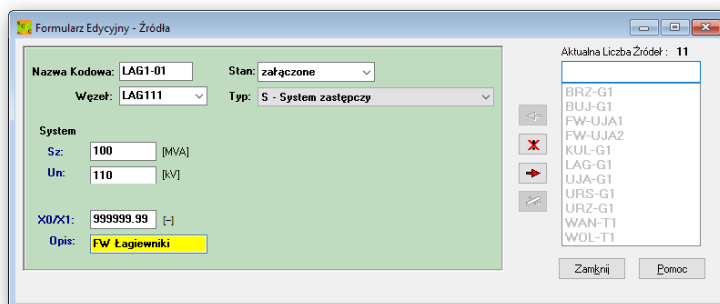 Formularz Edycyjny - Źródła
Aktualna Liczba Źródeł : 11
Nazwa Kodowa: LAG1-01 Stan: załączone
Węzeł: LAG111 Typ: S - System zastępczy
System
Sz: 100 [MVA]
Un: 110 [kV]
X0/X1: 999999.99 [--]
Opis: FW Łagiewniki
BRZ-G1
BUJ-G1
FW-UJA1
FW-UJA2
KUL-G1
LAG-G1
UJA-G1
URS-G1
URZ-G1
WAN-T1
WOL-T1
Zamknij Pomoc